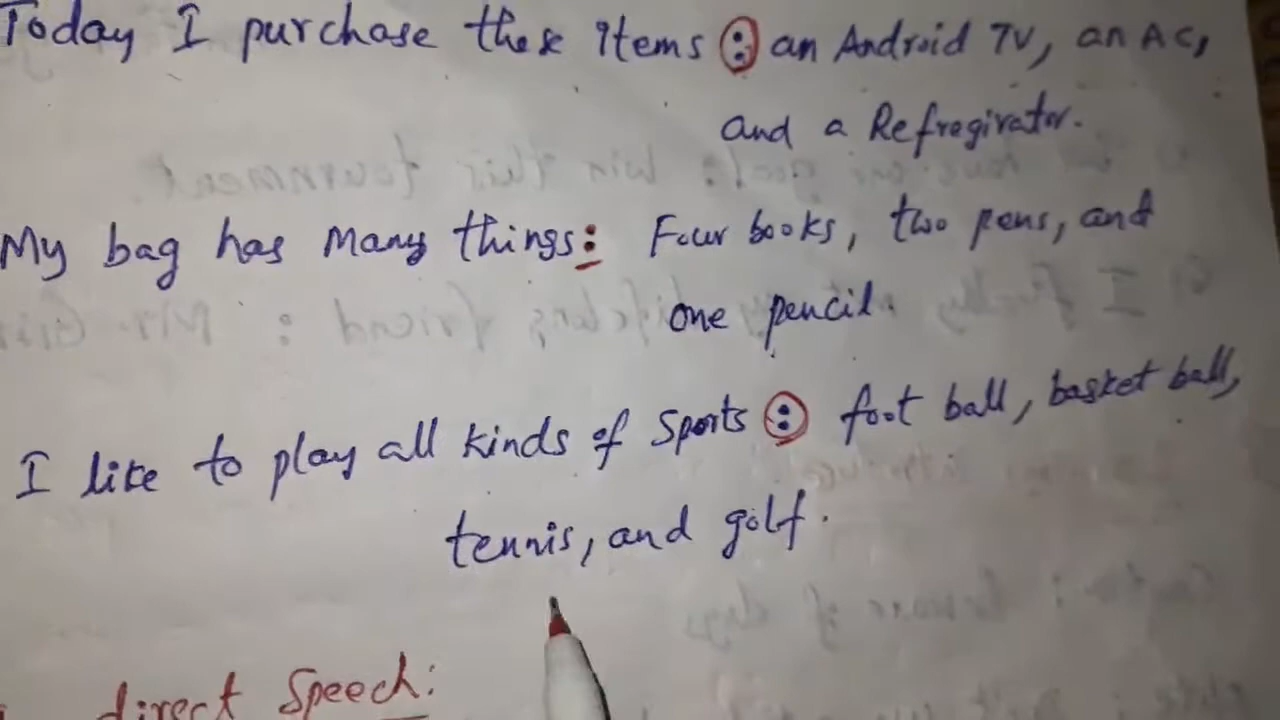 Today I purchase these items : an Android TV, an AC,
and a Refregirator.
My bag has Many things: Four books, two pens, and
one pencil.
I like to play all kinds of Sports : foot ball, basket ball,
tennis, and golf.
direct Speech: